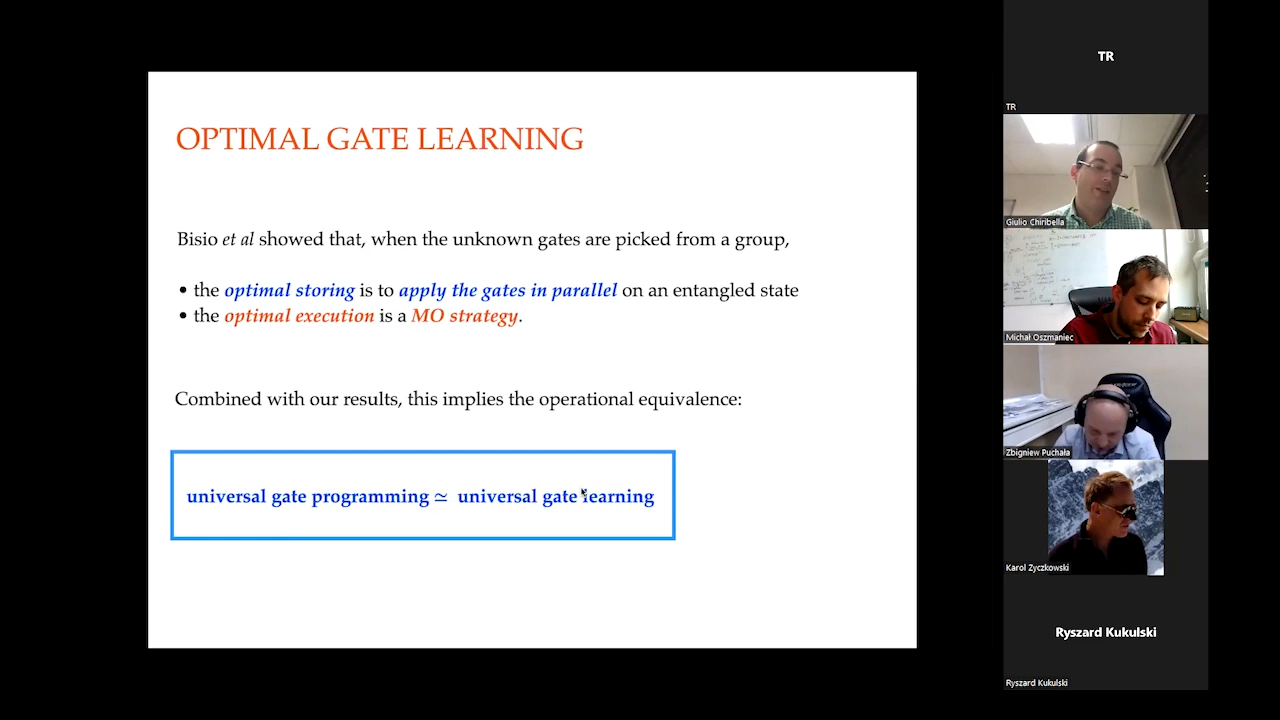 OPTIMAL GATE LEARNING
Bisio et al showed that, when the unknown gates are picked from a group,
• the optimal storing is to apply the gates in parallel on an entangled state
• the optimal execution is a MO strategy.
Combined with our results, this implies the operational equivalence:
universal gate programming ≃ universal gate learning
TR
TR
Giulio Chiribella
Michał Oszmaniec
Zbigniew Puchała
Karol Zyczkowski
Ryszard Kukulski
Ryszard Kukulski